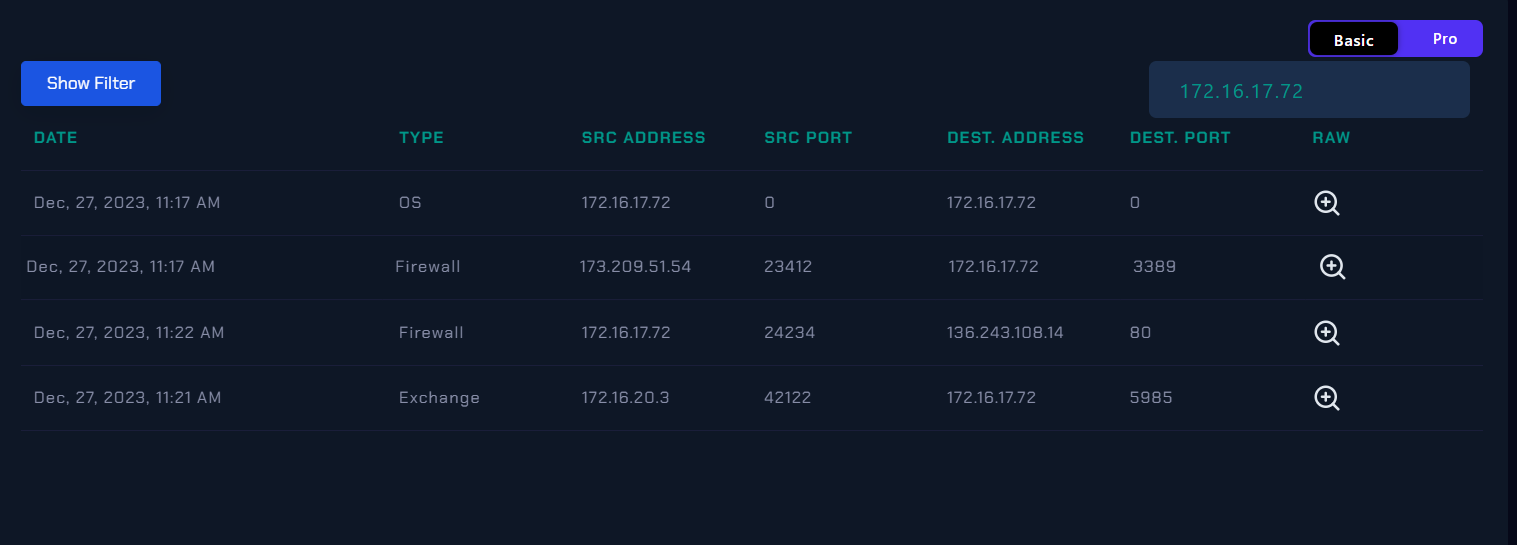 Basic Pro
Show Filter
172.16.17.72
DATE TYPE SRC ADDRESS SRC PORT DEST. ADDRESS DEST. PORT RAW
Dec, 27, 2023, 11:17 AM OS 172.16.17.72 0 172.16.17.72 0
Dec, 27, 2023, 11:17 AM Firewall 173.209.51.54 23412 172.16.17.72 3389
Dec, 27, 2023, 11:22 AM Firewall 172.16.17.72 24234 136.243.108.14 80
Dec, 27, 2023, 11:21 AM Exchange 172.16.20.3 42122 172.16.17.72 5985